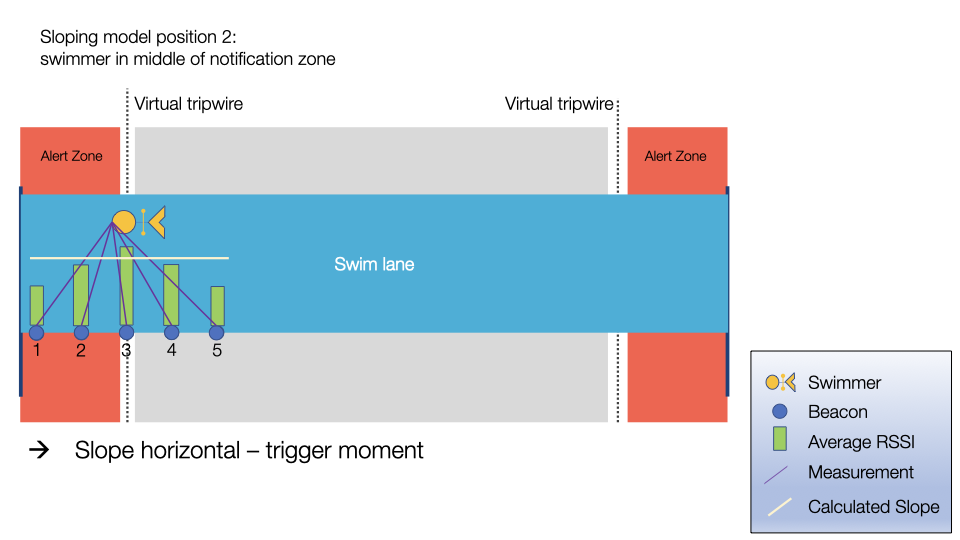 Sloping model position 2:
swimmer in middle of notification zone
Virtual tripwire
Virtual tripwire
Alert Zone
Alert Zone
Swim lane
1 2 3 4 5
→ Slope horizontal – trigger moment
Swimmer
Beacon
Average RSSI
Measurement
Calculated Slope